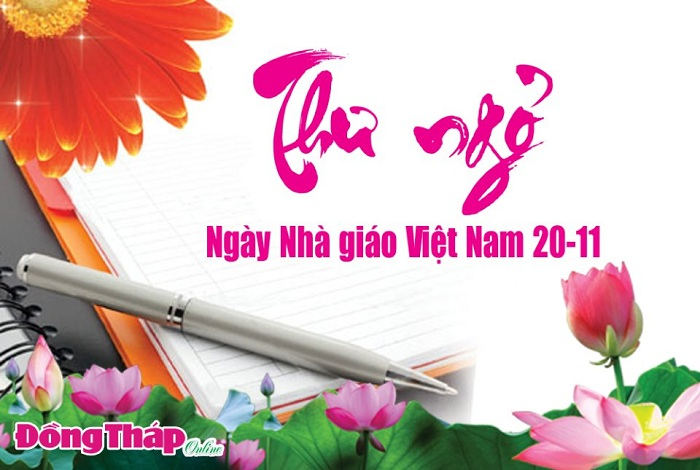 Thư ngỏ
Ngày Nhà giáo Việt Nam 20-11
Đồng Tháp Online